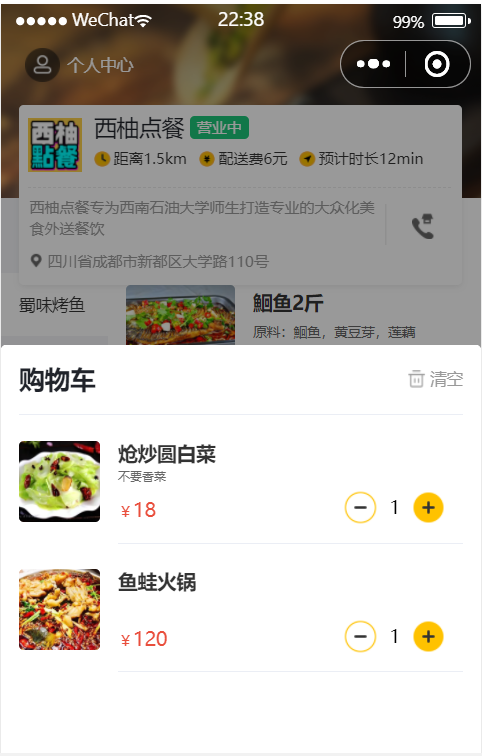 WeChat 22:38 99%
个人中心
西柚點餐
西柚点餐 营业中
距离1.5km 配送费6元 预计时长12min
西柚点餐专为西南石油大学师生打造专业的大众化美
食外送餐饮
四川省成都市新都区大学路110号
蜀味烤鱼
鮰鱼2斤
原料：鮰鱼，黄豆芽，莲藕
购物车 清空
炝炒圆白菜
不要香菜
￥18 1
鱼蛙火锅
￥120 1